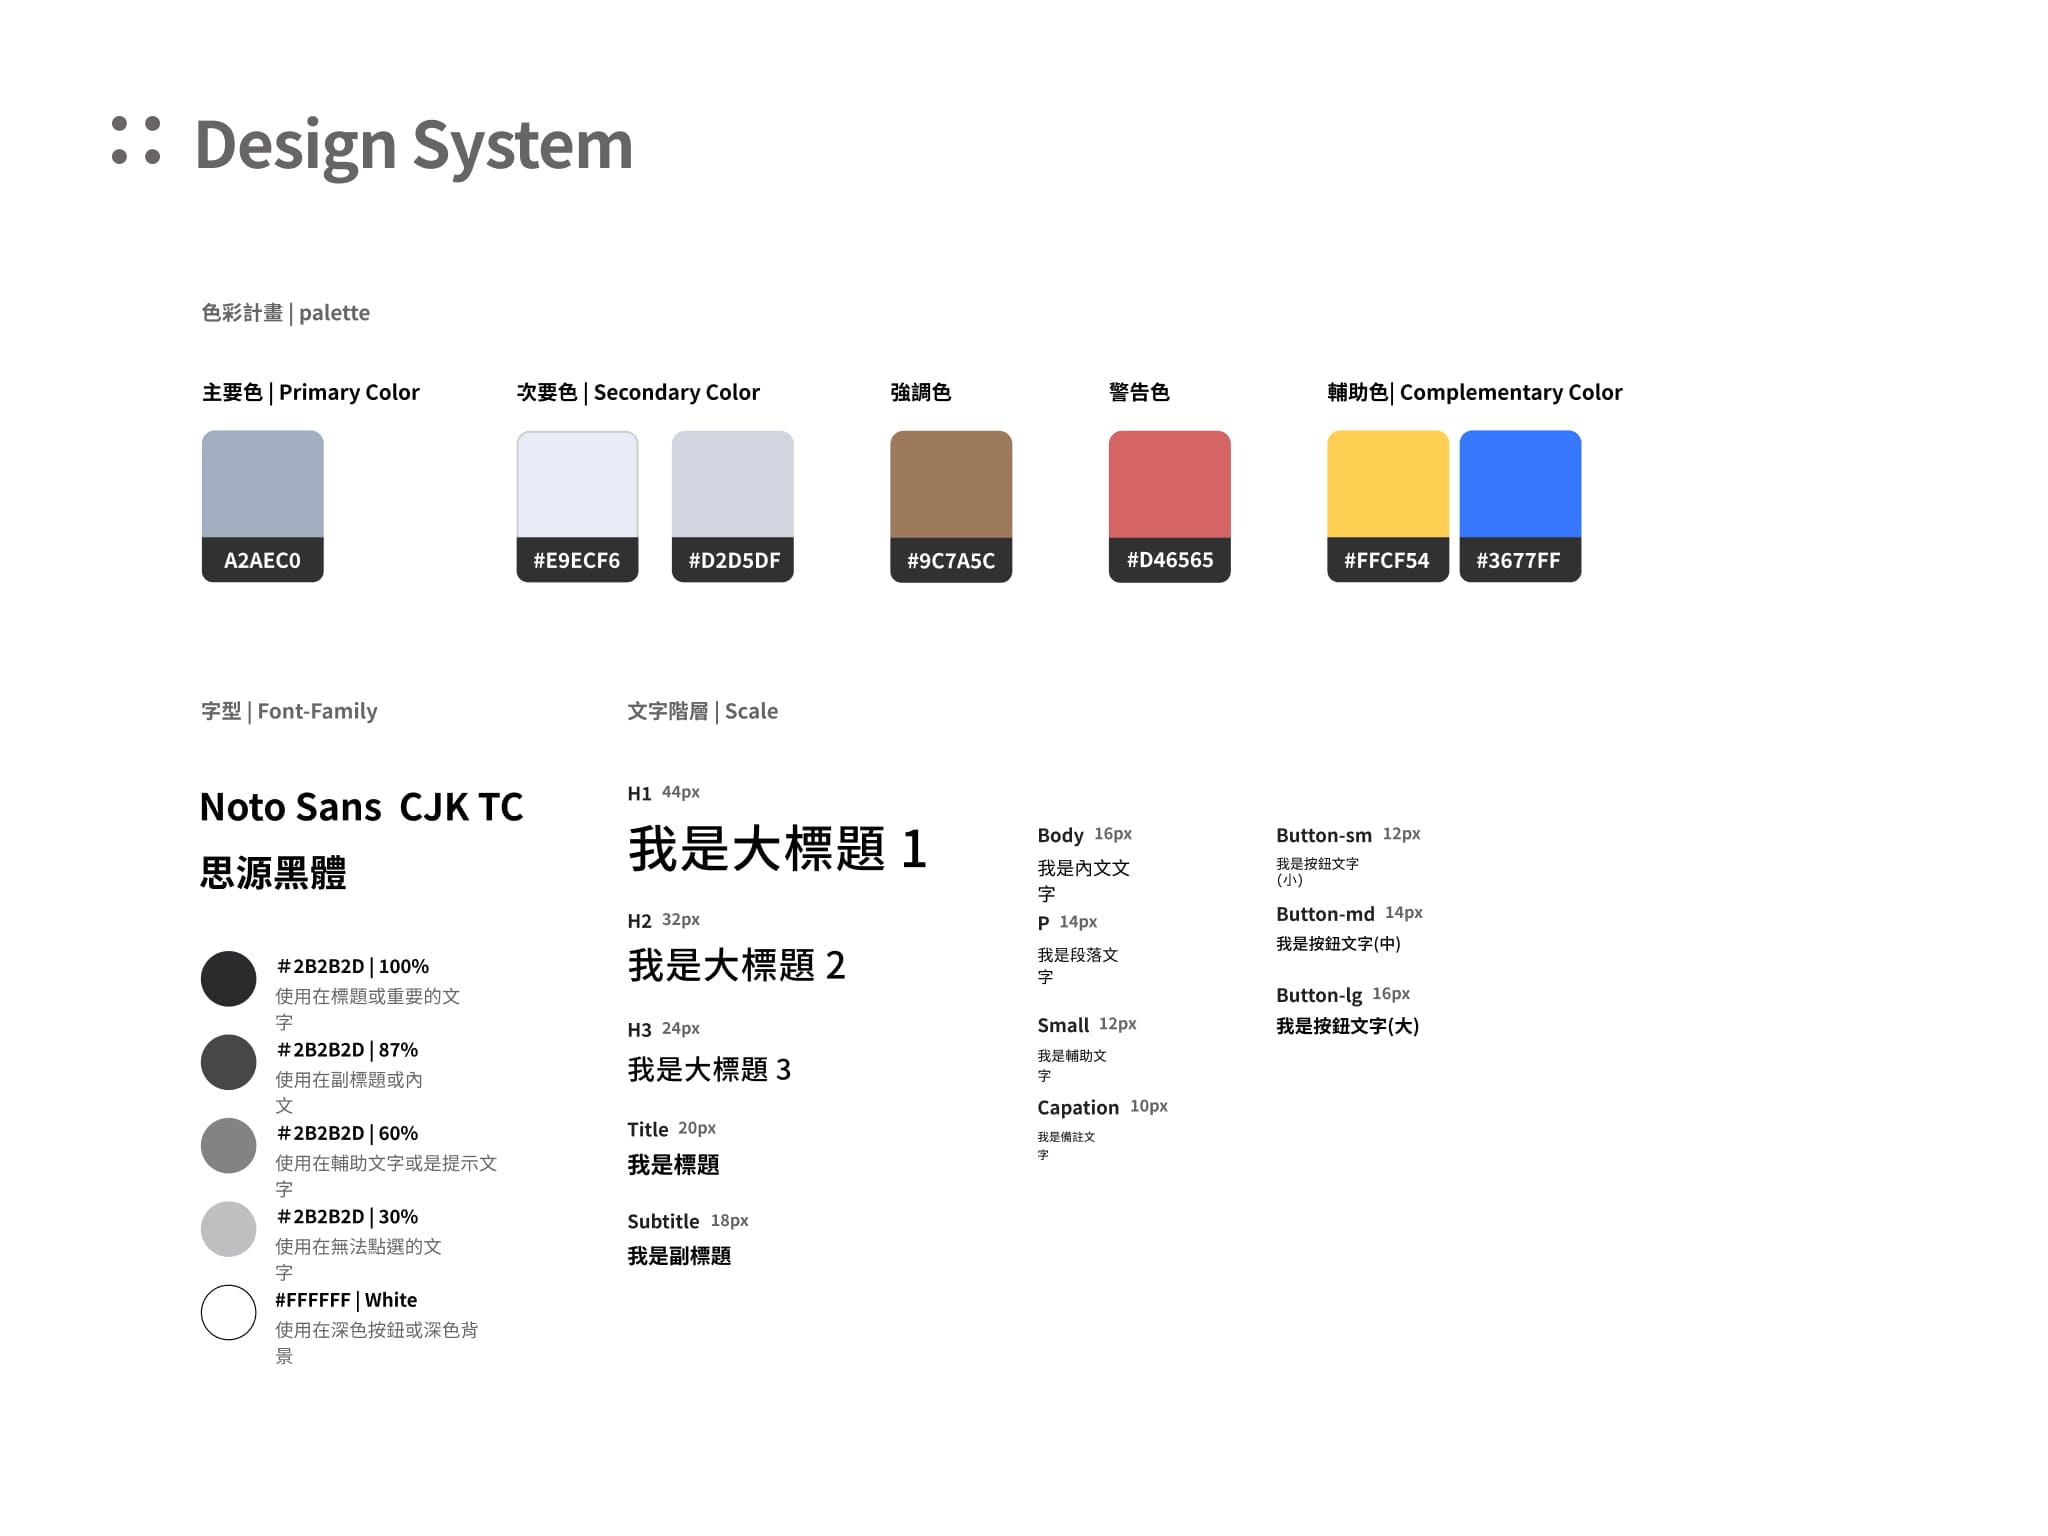 Design System
色彩計畫 | palette
主要色 | Primary Color
A2AEC0
次要色 | Secondary Color
#E9ECF6
#D2D5DF
強調色
#9C7A5C
警告色
#D46565
輔助色| Complementary Color
#FFCF54
#3677FF
字型 | Font-Family
Noto Sans  CJK TC
思源黑體
＃2B2B2D | 100%
使用在標題或重要的文
字
＃2B2B2D | 87%
使用在副標題或內
文
＃2B2B2D | 60%
使用在輔助文字或是提示文
字
＃2B2B2D | 30%
使用在無法點選的文
字
#FFFFFF | White
使用在深色按鈕或深色背
景
文字階層 | Scale
H1 44px
我是大標題 1
H2 32px
我是大標題 2
H3 24px
我是大標題 3
Title 20px
我是標題
Subtitle 18px
我是副標題
Body 16px
我是內文文
字
P 14px
我是段落文
字
Small 12px
我是輔助文
字
Capation 10px
我是備註文
字
Button-sm 12px
我是按鈕文字
(小)
Button-md 14px
我是按鈕文字(中)
Button-lg 16px
我是按鈕文字(大)